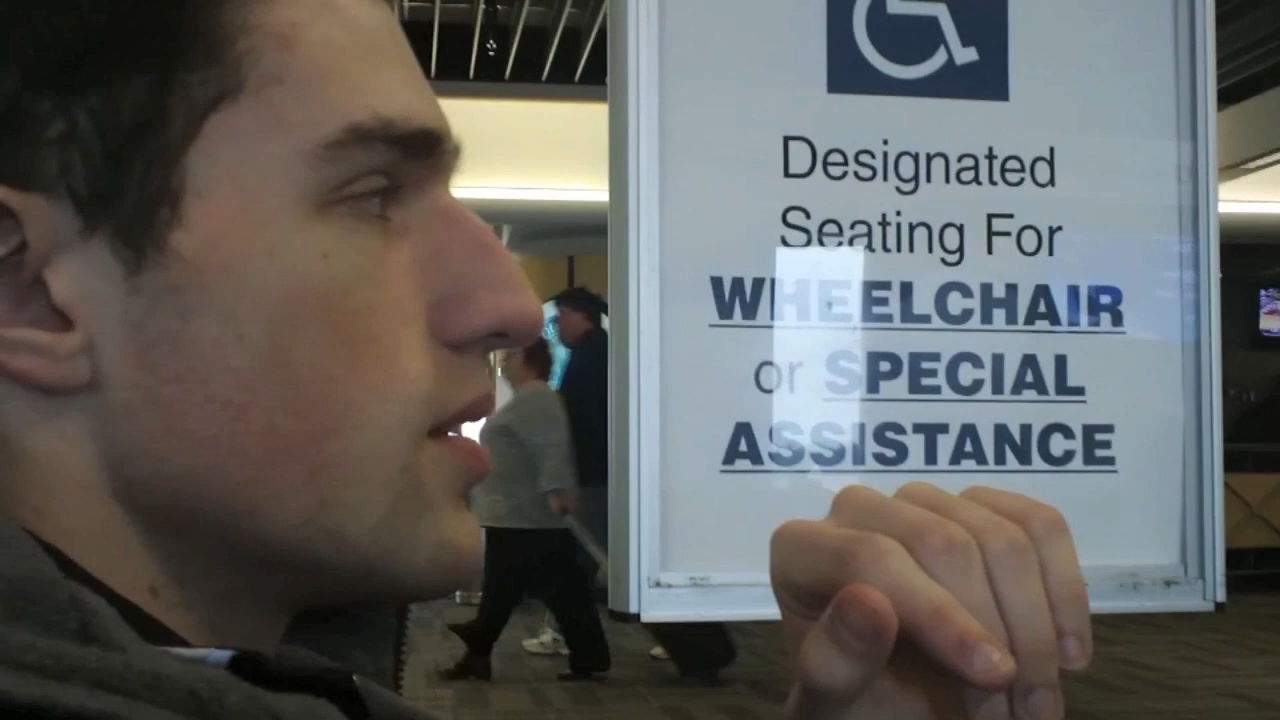 Designated
Seating For
WHEELCHAIR
or SPECIAL
ASSISTANCE